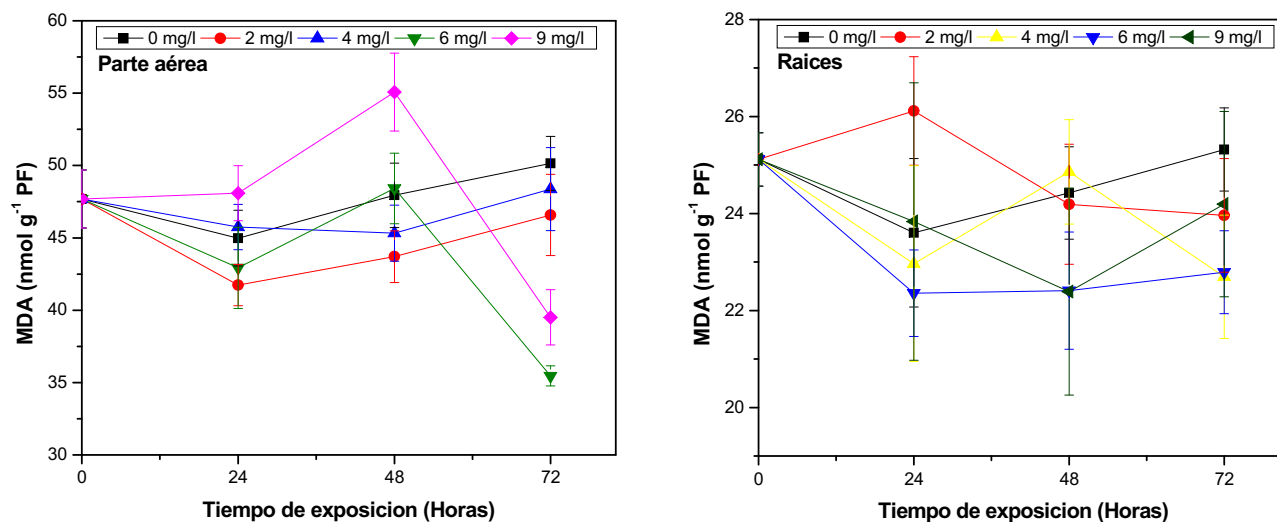 0 mg/l 2 mg/l 4 mg/l 6 mg/l 9 mg/l
Parte aérea
60
55
50
45
40
35
30
MDA (nmol g⁻¹ PF)
0 24 48 72
Tiempo de exposicion (Horas)
0 mg/l 2 mg/l 4 mg/l 6 mg/l 9 mg/l
Raices
28
26
24
22
20
MDA (nmol g⁻¹ PF)
0 24 48 72
Tiempo de exposicion (Horas)